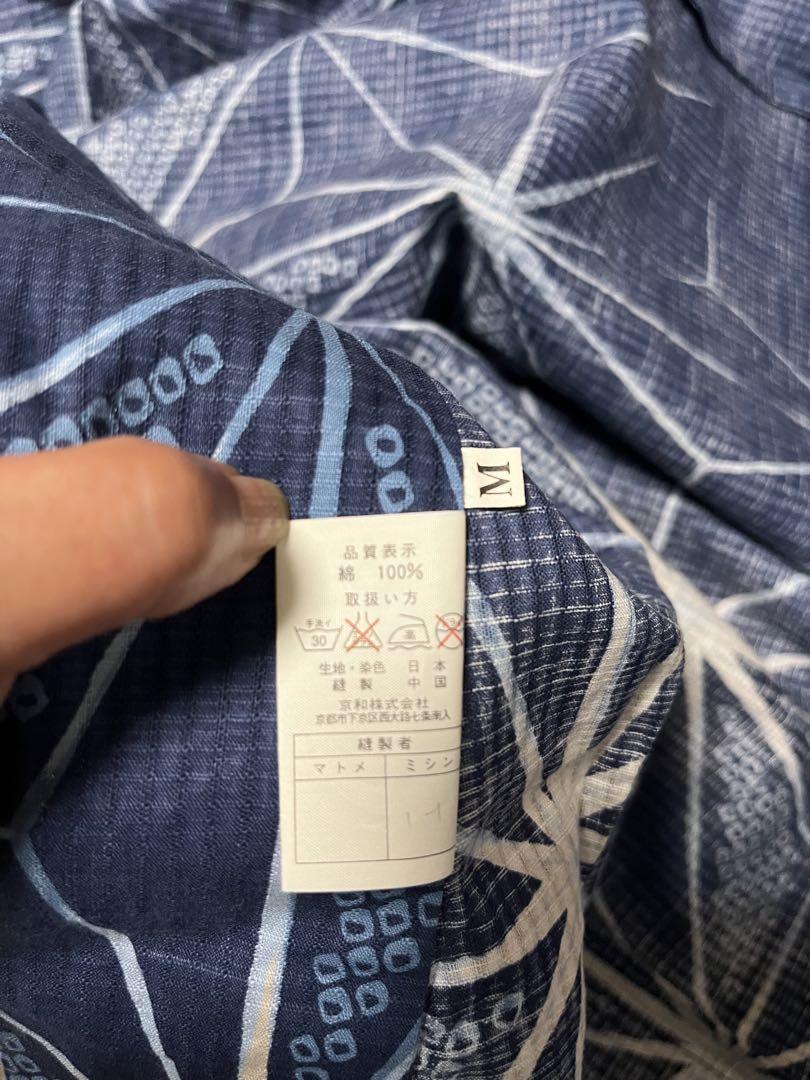 M
品質表示
綿 100%
取扱い方
手洗イ
30
高
生地・染色 日本
縫製 中国
京和株式会社
京都市下京区西大路七条東入
縫製者
マトメ ミシン